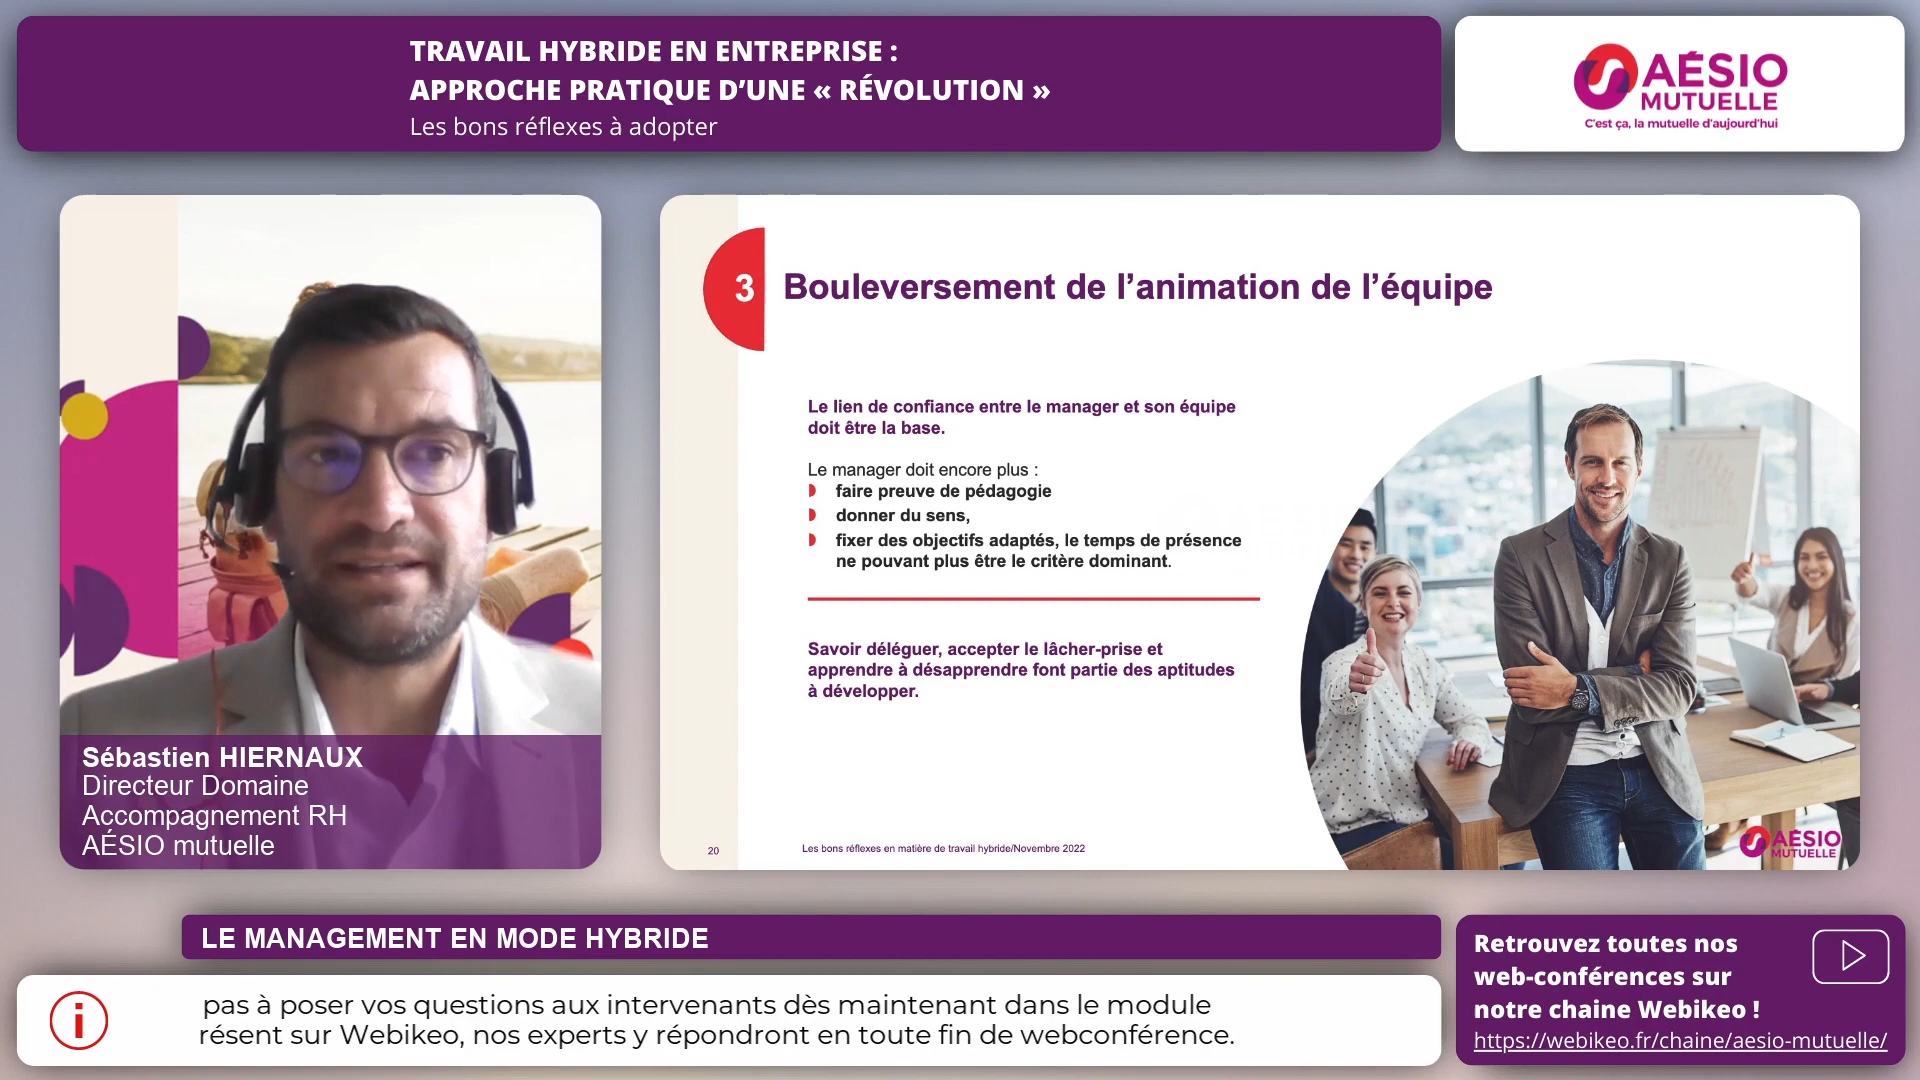 TRAVAIL HYBRIDE EN ENTREPRISE :
APPROCHE PRATIQUE D’UNE « RÉVOLUTION »
Les bons réflexes à adopter
AÉSIO
MUTUELLE
C'est ça, la mutuelle d'aujourd'hui
3 Bouleversement de l’animation de l’équipe
Le lien de confiance entre le manager et son équipe
doit être la base.
Le manager doit encore plus :
faire preuve de pédagogie
donner du sens,
fixer des objectifs adaptés, le temps de présence
ne pouvant plus être le critère dominant.
Savoir déléguer, accepter le lâcher-prise et
apprendre à désapprendre font partie des aptitudes
à développer.
20
Les bons réflexes en matière de travail hybride/Novembre 2022
AÉSIO
MUTUELLE
Sébastien HIERNAUX
Directeur Domaine
Accompagnement RH
AÉSIO mutuelle
LE MANAGEMENT EN MODE HYBRIDE
i
pas à poser vos questions aux intervenants dès maintenant dans le module
résent sur Webikeo, nos experts y répondront en toute fin de webconférence.
Retrouvez toutes nos
web-conférences sur
notre chaine Webikeo !
https://webikeo.fr/chaine/aesio-mutuelle/